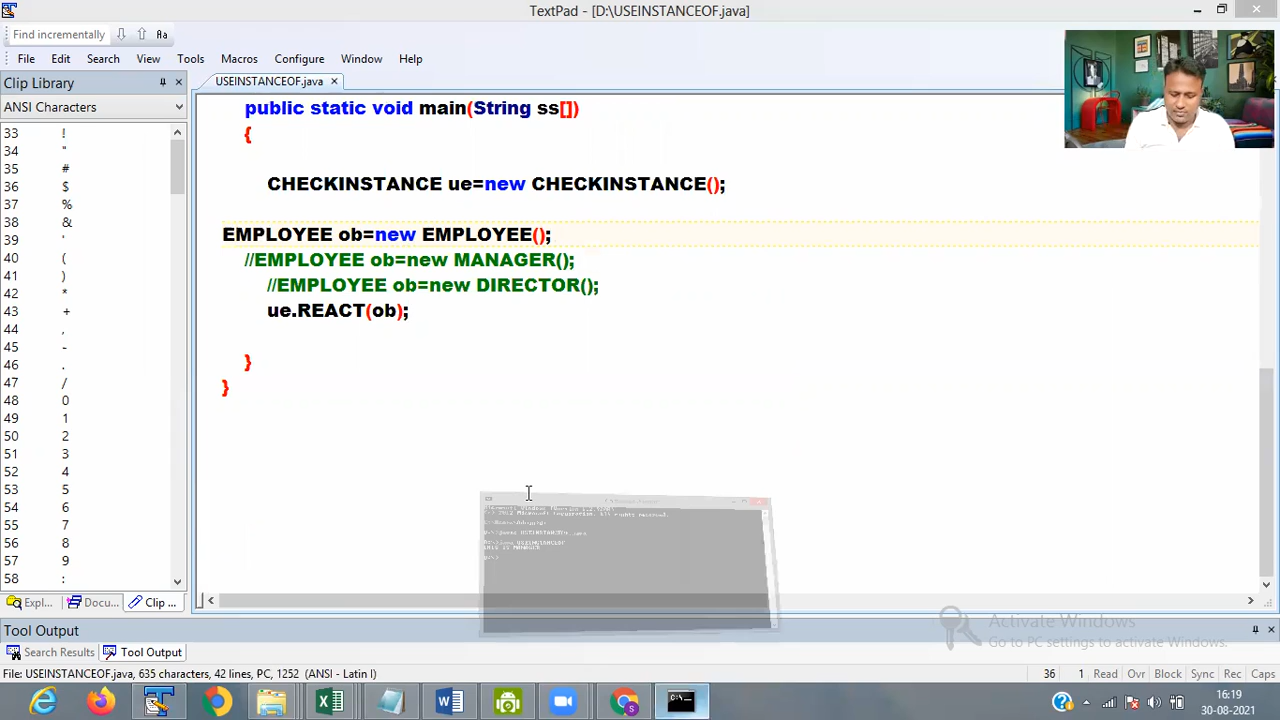 TextPad - [D:\USEINSTANCEOF.java]
Find incrementally
Aa
File Edit Search View Tools Macros Configure Window Help
Clip Library
USEINSTANCEOF.java
ANSI Characters
33 !
34 "
35 #
36 $
37 %
38 &
39 '
40 (
41 )
42 *
43 +
44 ,
45 -
46 .
47 /
48 0
49 1
50 2
51 3
52 4
53 5
54 6
55 7
56 8
57 9
58 :
public static void main(String ss[])
{
CHECKINSTANCE ue=new CHECKINSTANCE();
EMPLOYEE ob=new EMPLOYEE();
//EMPLOYEE ob=new MANAGER();
//EMPLOYEE ob=new DIRECTOR();
ue.REACT(ob);
}
}
Expl... Docu... Clip ...
Tool Output
Search Results Tool Output
Activate Windows
Go to PC settings to activate Windows.
File: USEINSTANCEOF.java, 635 characters, 42 lines, PC, 1252 (ANSI - Latin I)
36 1 Read Ovr Block Sync Rec Caps
16:19
30-08-2021